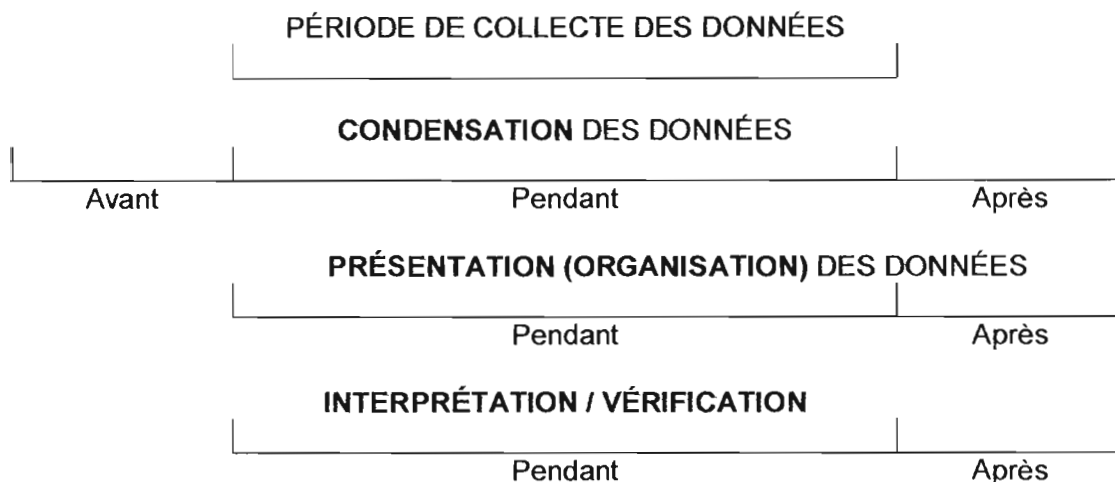 PÉRIODE DE COLLECTE DES DONNÉES
CONDENSATION DES DONNÉES
Avant Pendant Après
PRÉSENTATION (ORGANISATION) DES DONNÉES
Pendant Après
INTERPRÉTATION / VÉRIFICATION
Pendant Après